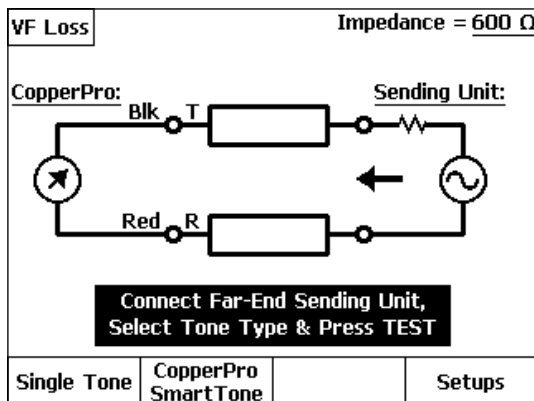 VF Loss
Impedance = 600 Ω
CopperPro:
Sending Unit:
Blk T
Red R
Connect Far-End Sending Unit,
Select Tone Type & Press TEST
Single Tone
CopperPro
SmartTone
Setups